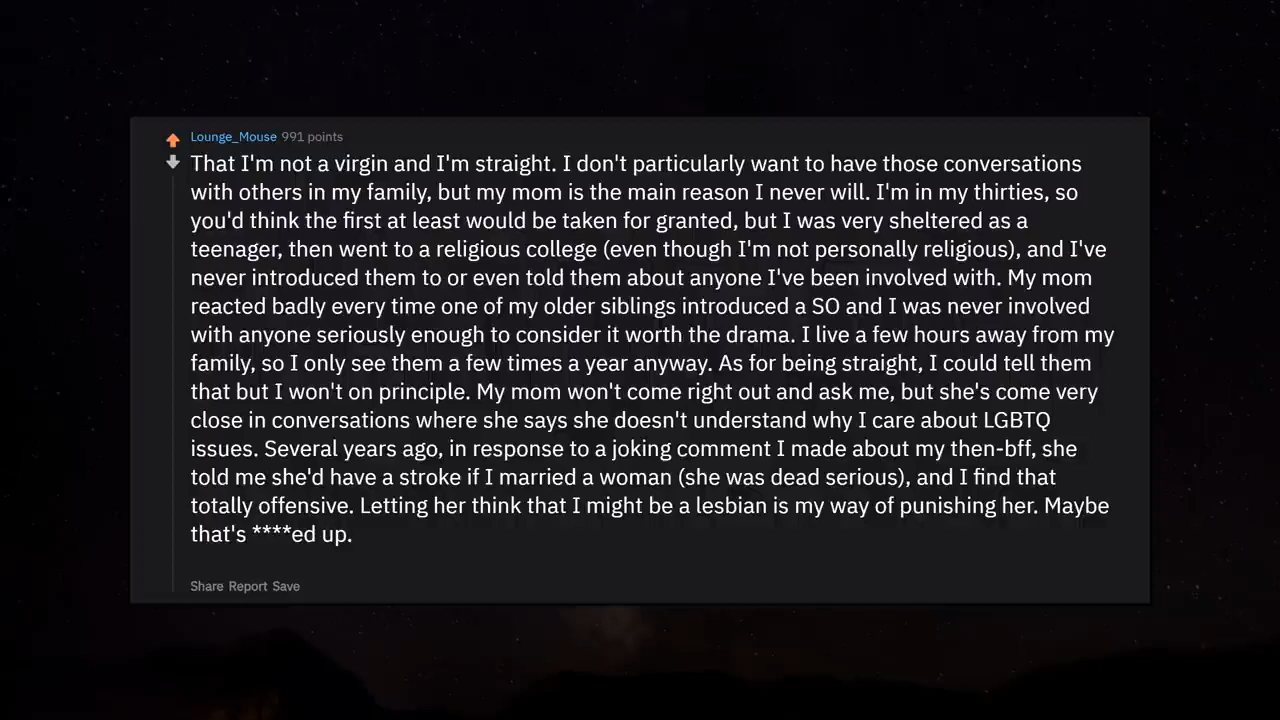 Lounge_Mouse 991 points
That I'm not a virgin and I'm straight. I don't particularly want to have those conversations
with others in my family, but my mom is the main reason I never will. I'm in my thirties, so
you'd think the first at least would be taken for granted, but I was very sheltered as a
teenager, then went to a religious college (even though I'm not personally religious), and I've
never introduced them to or even told them about anyone I've been involved with. My mom
reacted badly every time one of my older siblings introduced a SO and I was never involved
with anyone seriously enough to consider it worth the drama. I live a few hours away from my
family, so I only see them a few times a year anyway. As for being straight, I could tell them
that but I won't on principle. My mom won't come right out and ask me, but she's come very
close in conversations where she says she doesn't understand why I care about LGBTQ
issues. Several years ago, in response to a joking comment I made about my then-bff, she
told me she'd have a stroke if I married a woman (she was dead serious), and I find that
totally offensive. Letting her think that I might be a lesbian is my way of punishing her. Maybe
that's ****ed up.
Share Report Save